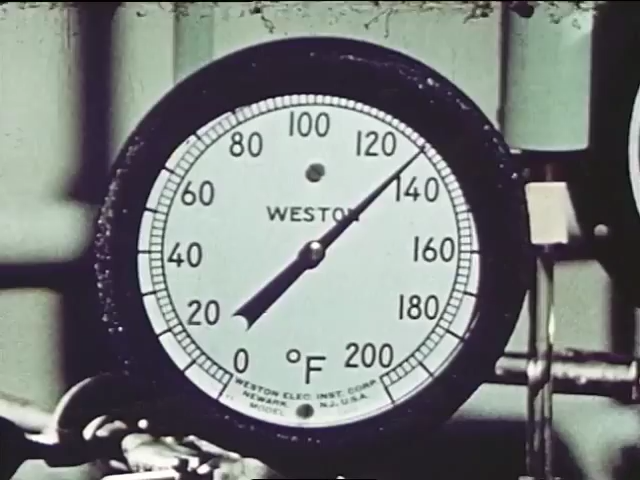 100
80
120
60
140
WESTON
40
160
20
180
0
°F
200
WESTON ELEC. INST. CORP.
NEWARK N.J. U.S.A.
MODEL